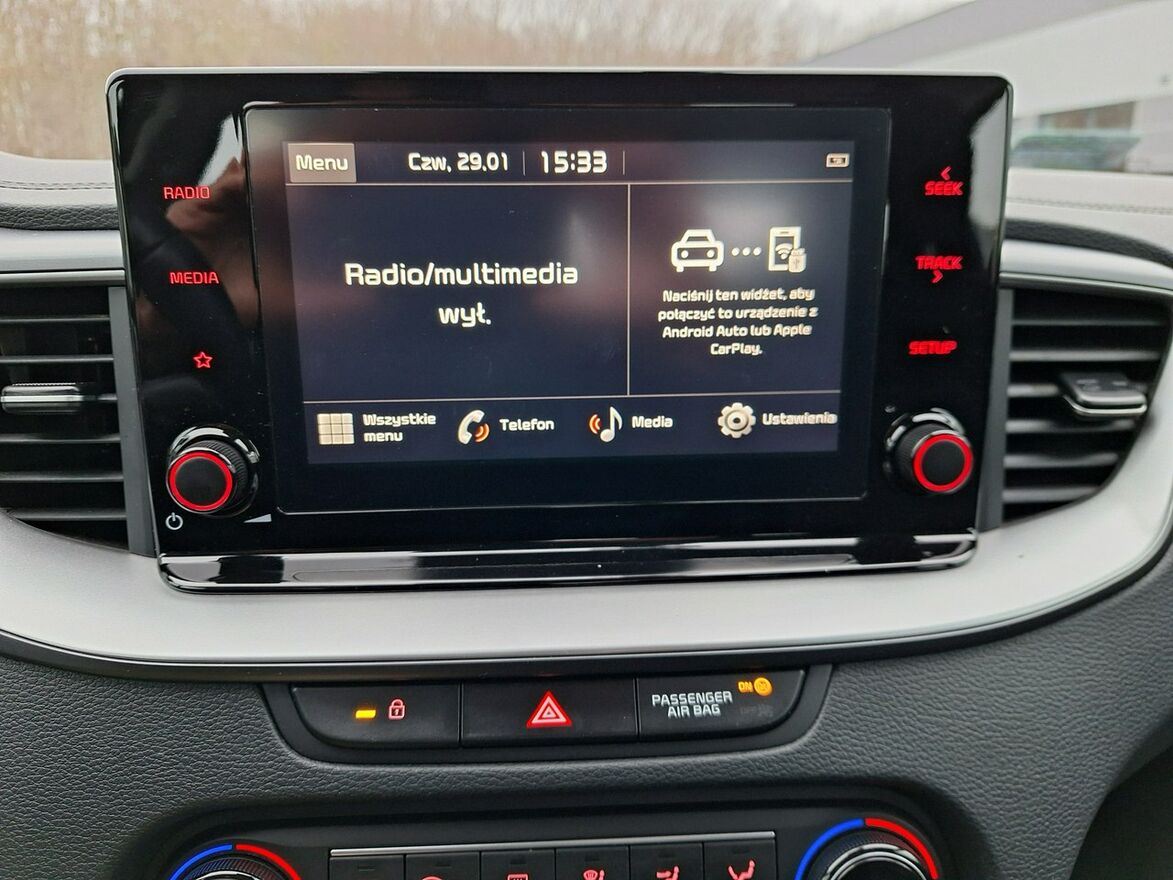 Menu
Czw, 29.01
15:33
RADIO
MEDIA
Radio/multimedia
wył.
Naciśnij ten widżet, aby
połączyć to urządzenie z
Android Auto lub Apple
CarPlay.
Wszystkie
menu
Telefon
Media
Ustawienia
SEEK
TRACK
SETUP
PASSENGER
AIR BAG
ON